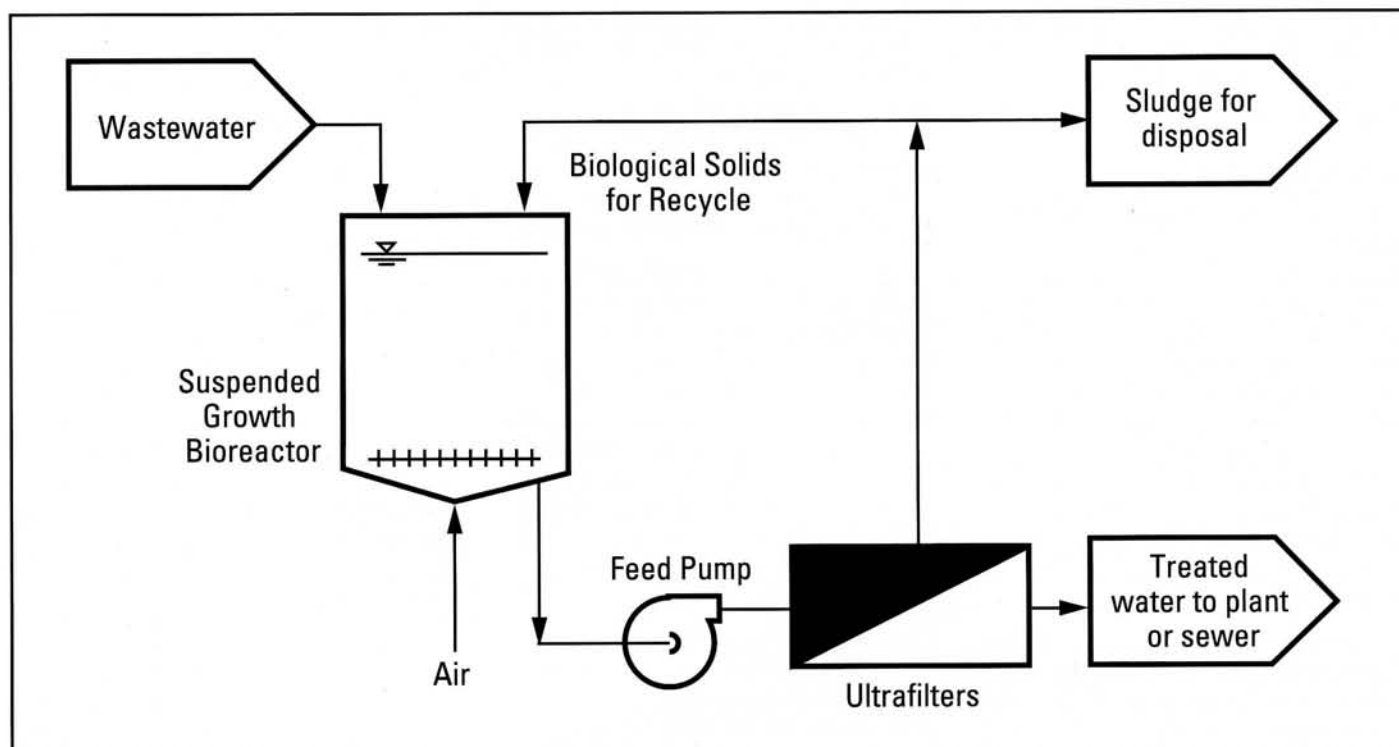 Wastewater
Sludge for
disposal
Biological Solids
for Recycle
Suspended
Growth
Bioreactor
Air
Feed Pump
Ultrafilters
Treated
water to plant
or sewer